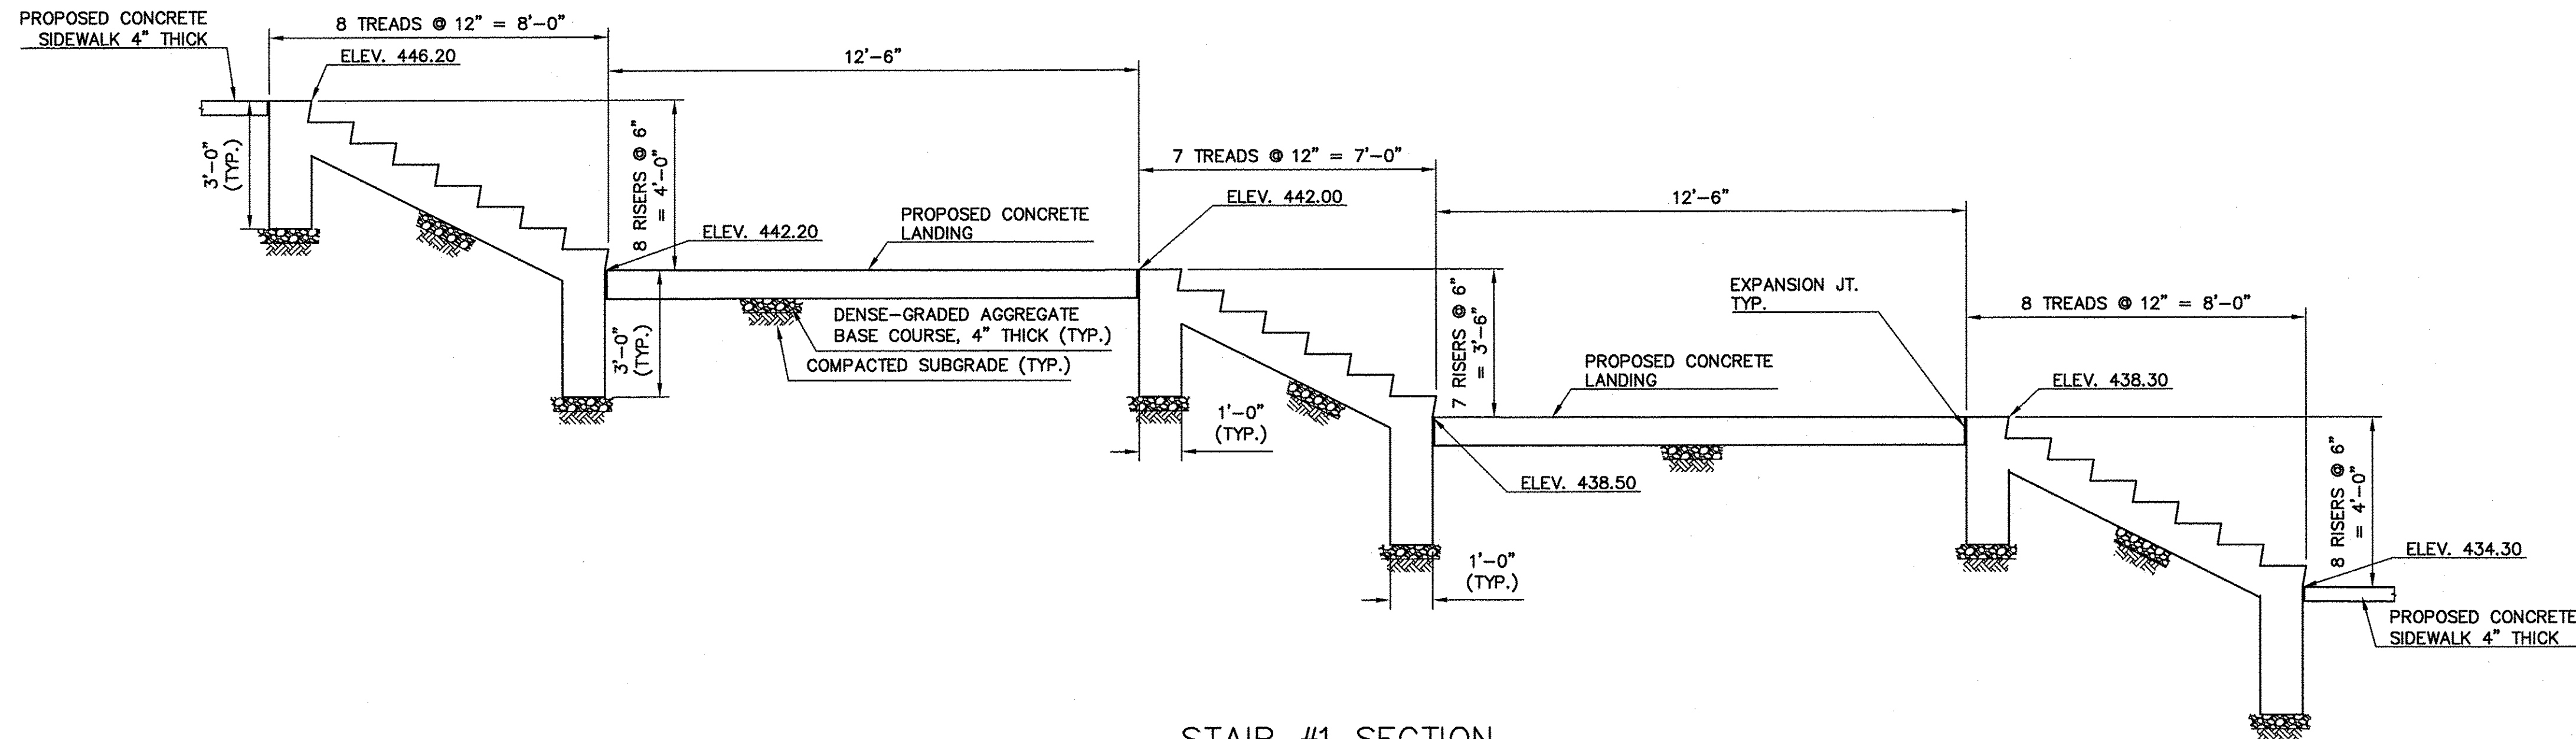 PROPOSED CONCRETE
SIDEWALK 4" THICK
8 TREADS @ 12" = 8'-0"
ELEV. 446.20
12'-6"
3'-0"
(TYP.)
8 RISERS @ 6"
= 4'-0"
7 TREADS @ 12" = 7'-0"
ELEV. 442.00
12'-6"
PROPOSED CONCRETE
LANDING
ELEV. 442.20
EXPANSION JT.
TYP.
8 TREADS @ 12" = 8'-0"
DENSE-GRADED AGGREGATE
BASE COURSE, 4" THICK (TYP.)
COMPACTED SUBGRADE (TYP.)
3'-0"
(TYP.)
7 RISERS @ 6"
= 3'-6"
PROPOSED CONCRETE
LANDING
ELEV. 438.30
1'-0"
(TYP.)
ELEV. 438.50
8 RISERS @ 6"
= 4'-0"
1'-0"
(TYP.)
ELEV. 434.30
PROPOSED CONCRETE
SIDEWALK 4" THICK
STAIR #1 SECTION